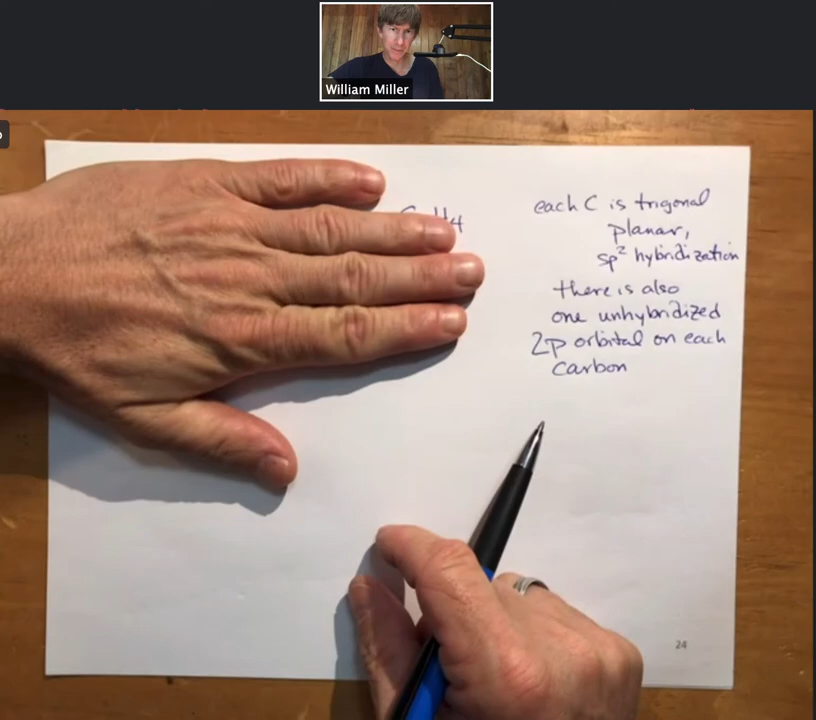 William Miller
each C is trigonal
planar,
sp² hybridization
there is also
one unhybridized
2p orbital on each
carbon
24